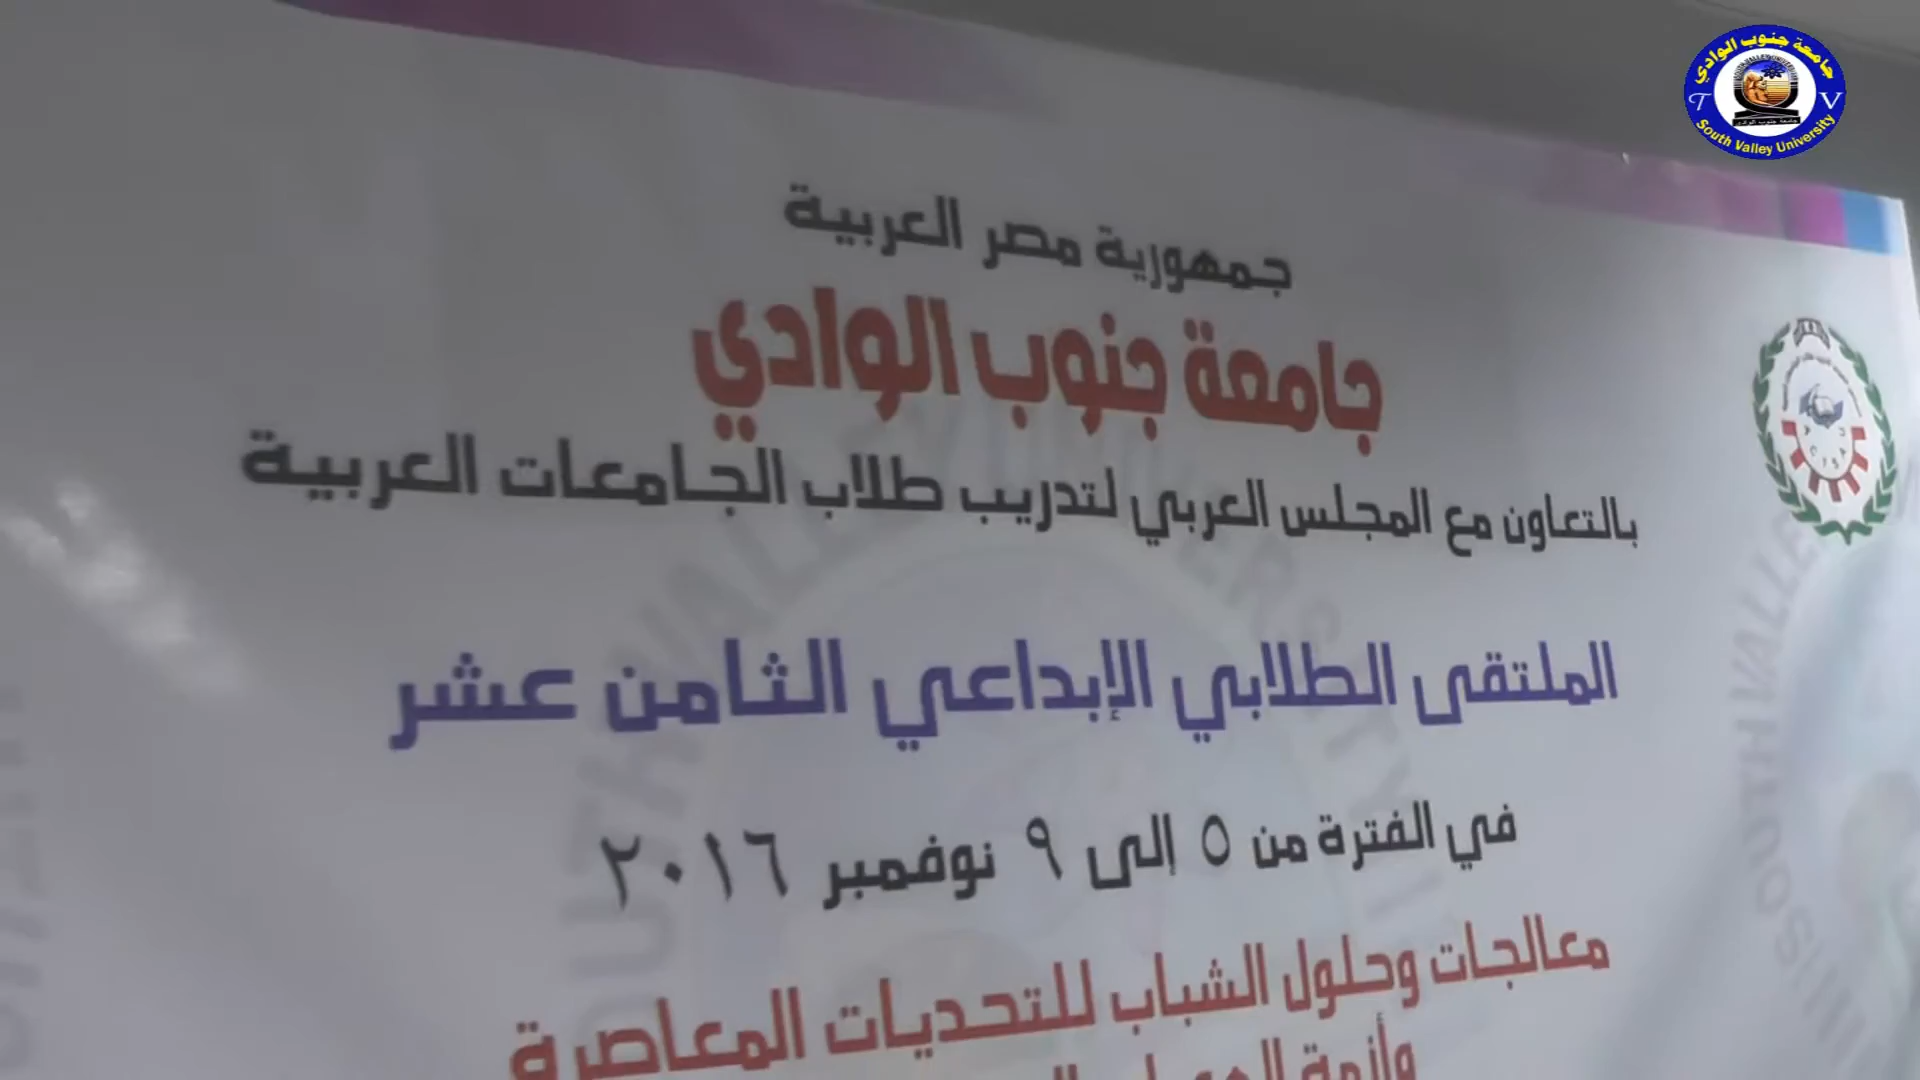 جامعة جنوب الوادي
T V
South Valley University
جمهورية مصر العربية
جامعة جنوب الوادي
بالتعاون مع المجلس العربي لتدريب طلاب الجامعات العربية
الملتقى الطلابي الإبداعي الثامن عشر
في الفترة من ٥ إلى ٩ نوفمبر ٢٠١٦
معالجات وحلول الشباب للتحديات المعاصرة